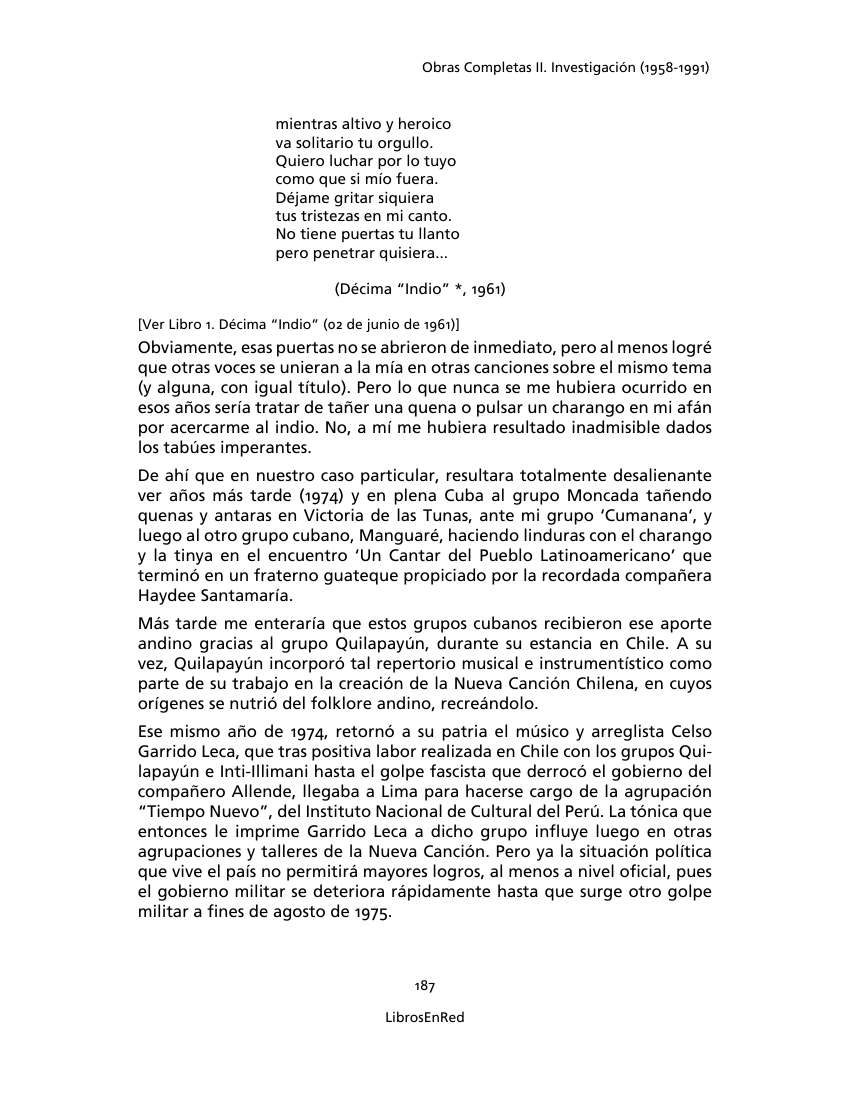 Obras Completas II. Investigación (1958-1991)
mientras altivo y heroico
va solitario tu orgullo.
Quiero luchar por lo tuyo
como que si mío fuera.
Déjame gritar siquiera
tus tristezas en mi canto.
No tiene puertas tu llanto
pero penetrar quisiera...
(Décima “Indio” *, 1961)
[Ver Libro 1. Décima “Indio” (02 de junio de 1961)]
Obviamente, esas puertas no se abrieron de inmediato, pero al menos logré
que otras voces se unieran a la mía en otras canciones sobre el mismo tema
(y alguna, con igual título). Pero lo que nunca se me hubiera ocurrido en
esos años sería tratar de tañer una quena o pulsar un charango en mi afán
por acercarme al indio. No, a mí me hubiera resultado inadmisible dados
los tabúes imperantes.
De ahí que en nuestro caso particular, resultara totalmente desalienante
ver años más tarde (1974) y en plena Cuba al grupo Moncada tañendo
quenas y antaras en Victoria de las Tunas, ante mi grupo ‘Cumanana’, y
luego al otro grupo cubano, Manguaré, haciendo linduras con el charango
y la tinya en el encuentro ‘Un Cantar del Pueblo Latinoamericano’ que
terminó en un fraterno guateque propiciado por la recordada compañera
Haydee Santamaría.
Más tarde me enteraría que estos grupos cubanos recibieron ese aporte
andino gracias al grupo Quilapayún, durante su estancia en Chile. A su
vez, Quilapayún incorporó tal repertorio musical e instrumentístico como
parte de su trabajo en la creación de la Nueva Canción Chilena, en cuyos
orígenes se nutrió del folklore andino, recreándolo.
Ese mismo año de 1974, retornó a su patria el músico y arreglista Celso
Garrido Leca, que tras positiva labor realizada en Chile con los grupos Qui-
lapayún e Inti-Illimani hasta el golpe fascista que derrocó el gobierno del
compañero Allende, llegaba a Lima para hacerse cargo de la agrupación
“Tiempo Nuevo”, del Instituto Nacional de Cultural del Perú. La tónica que
entonces le imprime Garrido Leca a dicho grupo influye luego en otras
agrupaciones y talleres de la Nueva Canción. Pero ya la situación política
que vive el país no permitirá mayores logros, al menos a nivel oficial, pues
el gobierno militar se deteriora rápidamente hasta que surge otro golpe
militar a fines de agosto de 1975.
187
LibrosEnRed